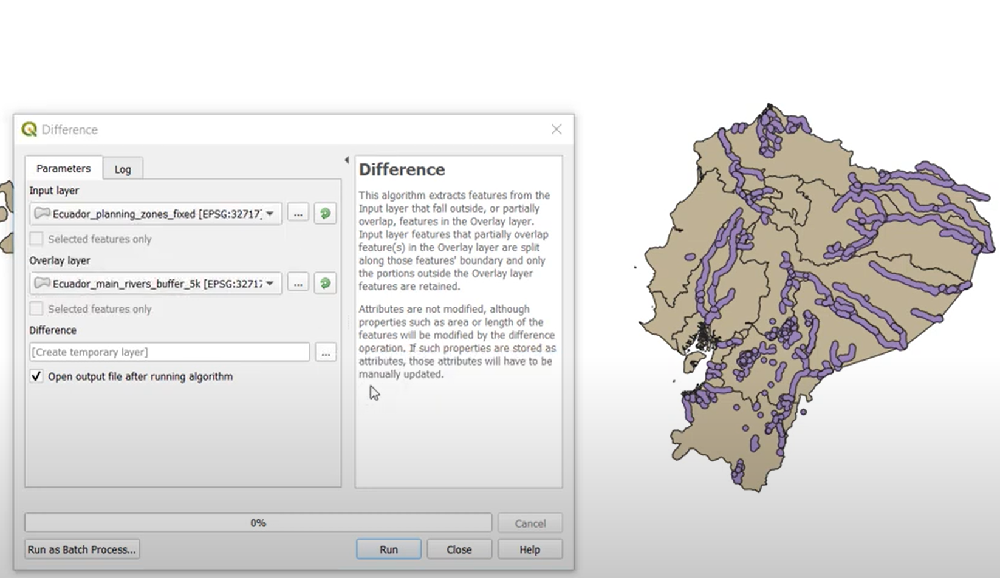 Difference
Parameters
Log
Input layer
Ecuador_planning_zones_fixed [EPSG:32717]
...
Selected features only
Overlay layer
Ecuador_main_rivers_buffer_5k [EPSG:32717
...
Selected features only
Difference
[Create temporary layer]
...
Open output file after running algorithm
Difference
This algorithm extracts features from the
Input layer that fall outside, or partially
overlap, features in the Overlay layer.
Input layer features that partially overlap
feature(s) in the Overlay layer are split
along those features' boundary and only
the portions outside the Overlay layer
features are retained.
Attributes are not modified, although
properties such as area or length of the
features will be modified by the difference
operation. If such properties are stored as
attributes, those attributes will have to be
manually updated.
0%
Cancel
Run as Batch Process...
Run
Close
Help